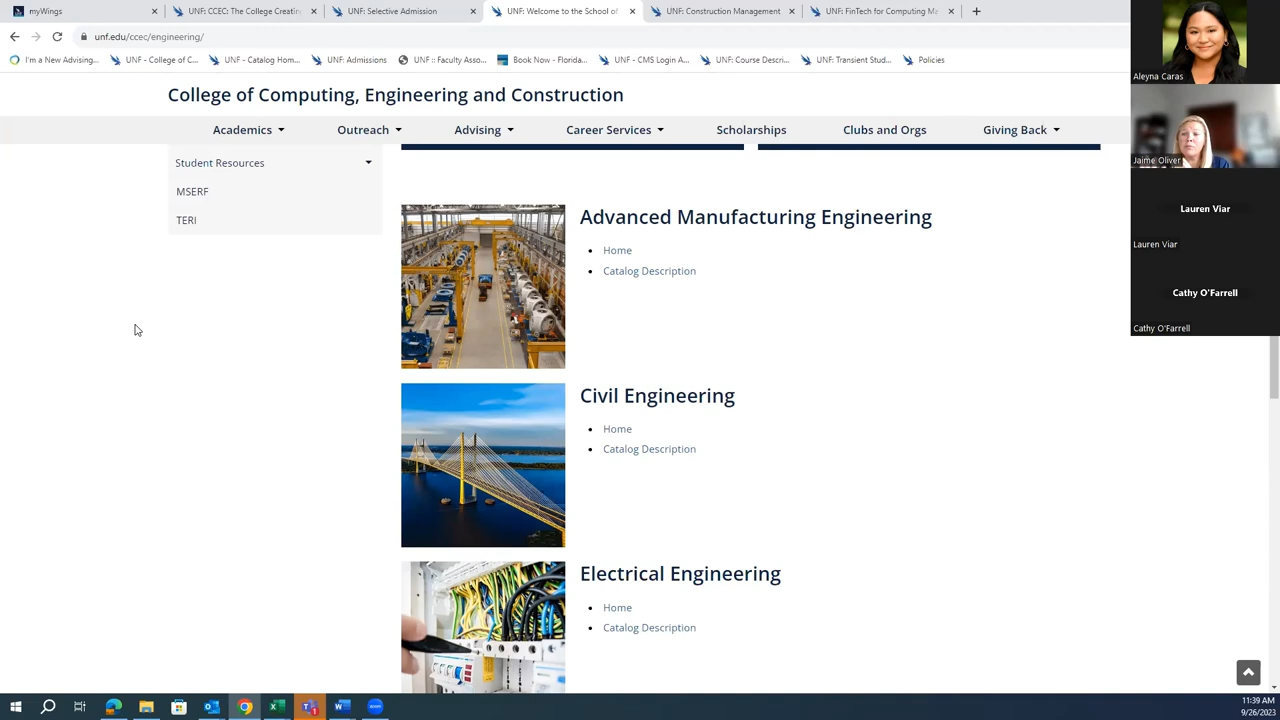 myWings
UNF: CCEC: The College Creatin
UNF: Selective Admission
UNF: Welcome to the School of
UNF: Construction Management
UNF: FinTech for Computing Ma
unf.edu/ccec/engineering/
I'm a New Advising...
UNF - College of C...
UNF - Catalog Hom...
UNF: Admissions
UNF :: Faculty Asso...
Book Now - Florida...
UNF - CMS Login A...
UNF: Course Descri...
UNF: Transient Stud...
Policies
College of Computing, Engineering and Construction
Academics
Outreach
Advising
Career Services
Scholarships
Clubs and Orgs
Giving Back
Student Resources
MSERF
TERI
Advanced Manufacturing Engineering
Home
Catalog Description
Civil Engineering
Home
Catalog Description
Electrical Engineering
Home
Catalog Description
Aleyna Caras
Jaime Oliver
Lauren Viar
Lauren Viar
Cathy O'Farrell
Cathy O'Farrell
11:39 AM
9/26/2023